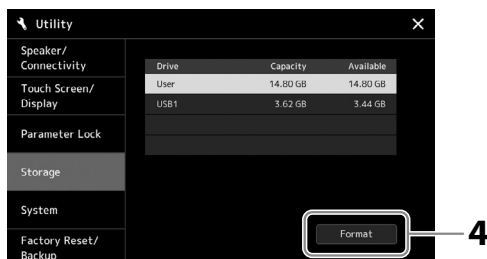 Utility
Speaker/
Connectivity
Touch Screen/
Display
Parameter Lock
Storage
System
Factory Reset/
Backup
Drive Capacity Available
User 14.80 GB 14.80 GB
USB1 3.62 GB 3.44 GB
Format
4